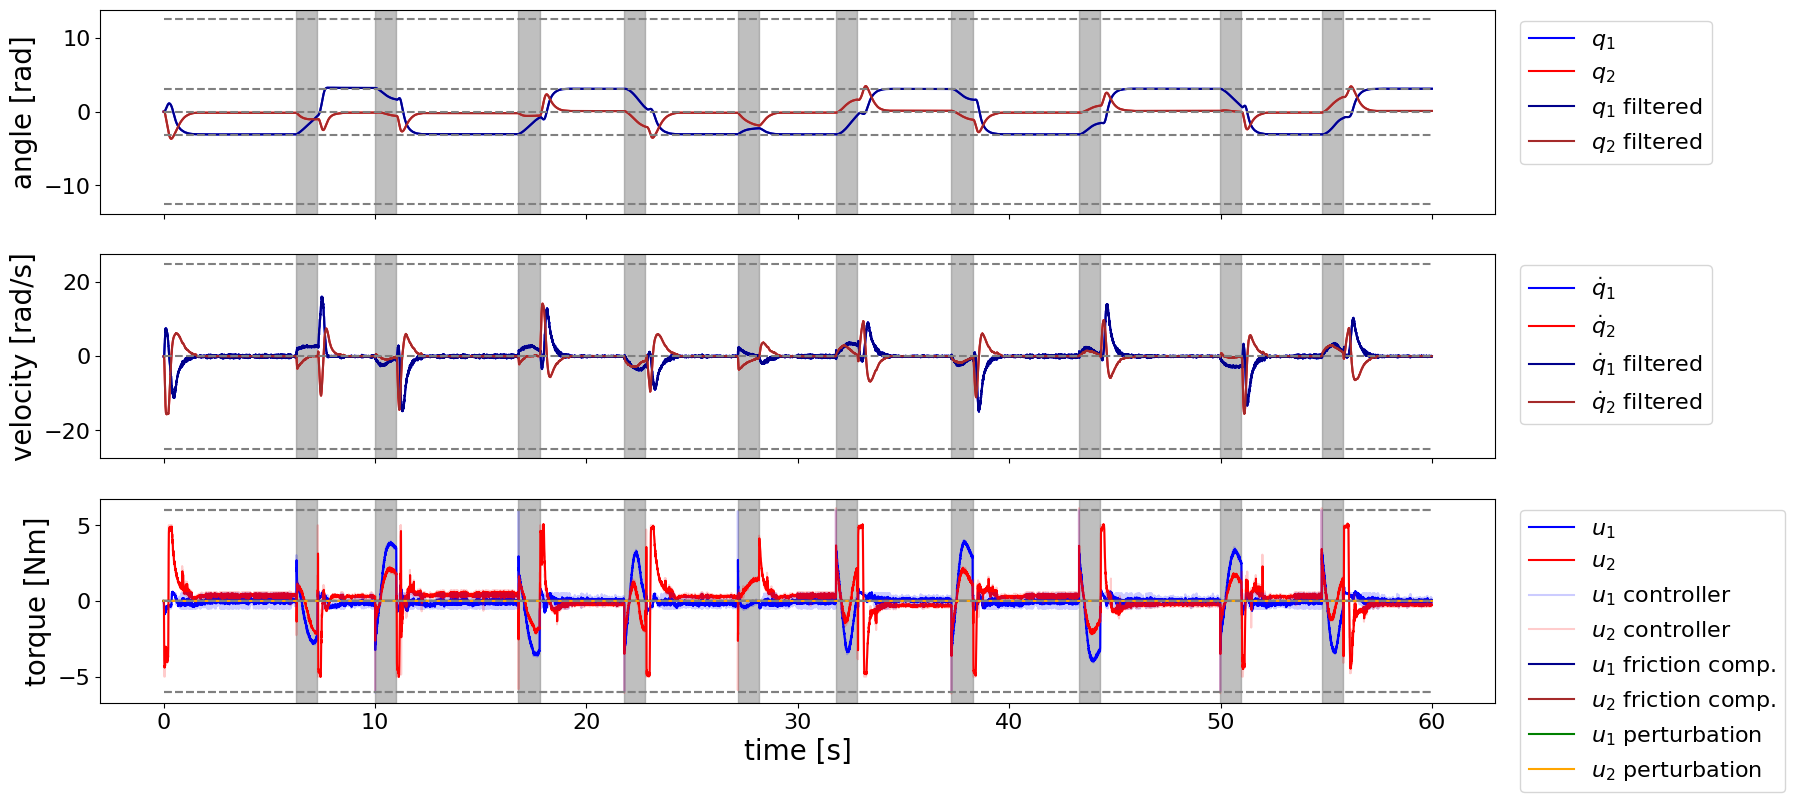 angle [rad]
10
0
−10
q₁
q₂
q₁ filtered
q₂ filtered
velocity [rad/s]
20
0
−20
q̇₁
q̇₂
q̇₁ filtered
q̇₂ filtered
torque [Nm]
5
0
−5
0 10 20 30 40 50 60
time [s]
u₁
u₂
u₁ controller
u₂ controller
u₁ friction comp.
u₂ friction comp.
u₁ perturbation
u₂ perturbation